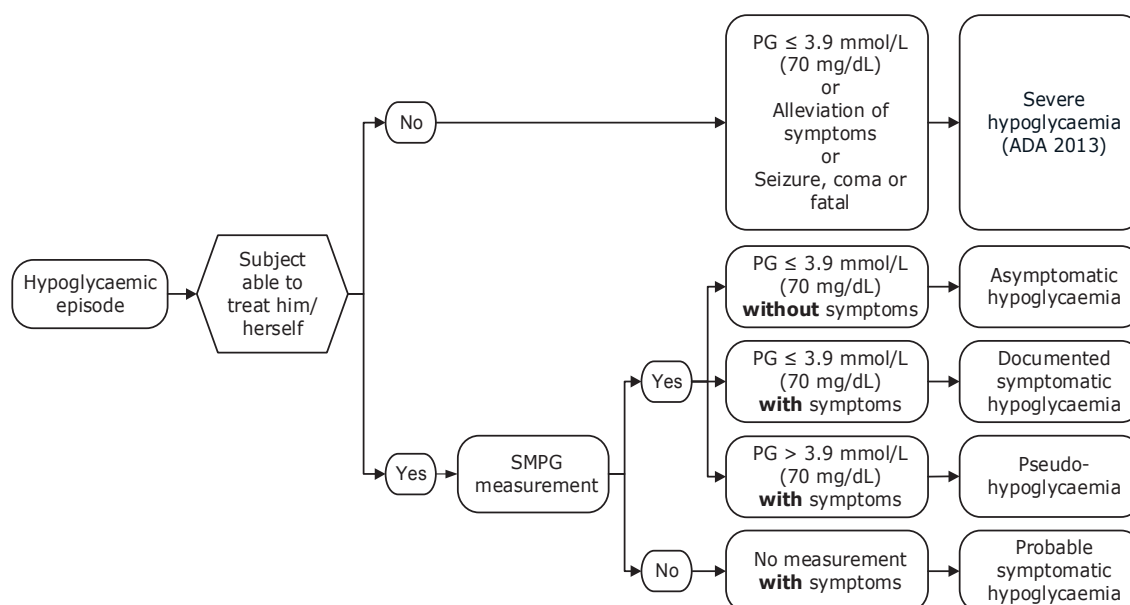 Hypoglycaemic
episode
Subject
able to
treat him/
herself
No
PG ≤ 3.9 mmol/L
(70 mg/dL)
or
Alleviation of
symptoms
or
Seizure, coma or
fatal
Severe
hypoglycaemia
(ADA 2013)
Yes
SMPG
measurement
Yes
PG ≤ 3.9 mmol/L
(70 mg/dL)
without symptoms
Asymptomatic
hypoglycaemia
PG ≤ 3.9 mmol/L
(70 mg/dL)
with symptoms
Documented
symptomatic
hypoglycaemia
PG > 3.9 mmol/L
(70 mg/dL)
with symptoms
Pseudo-
hypoglycaemia
No
No measurement
with symptoms
Probable
symptomatic
hypoglycaemia